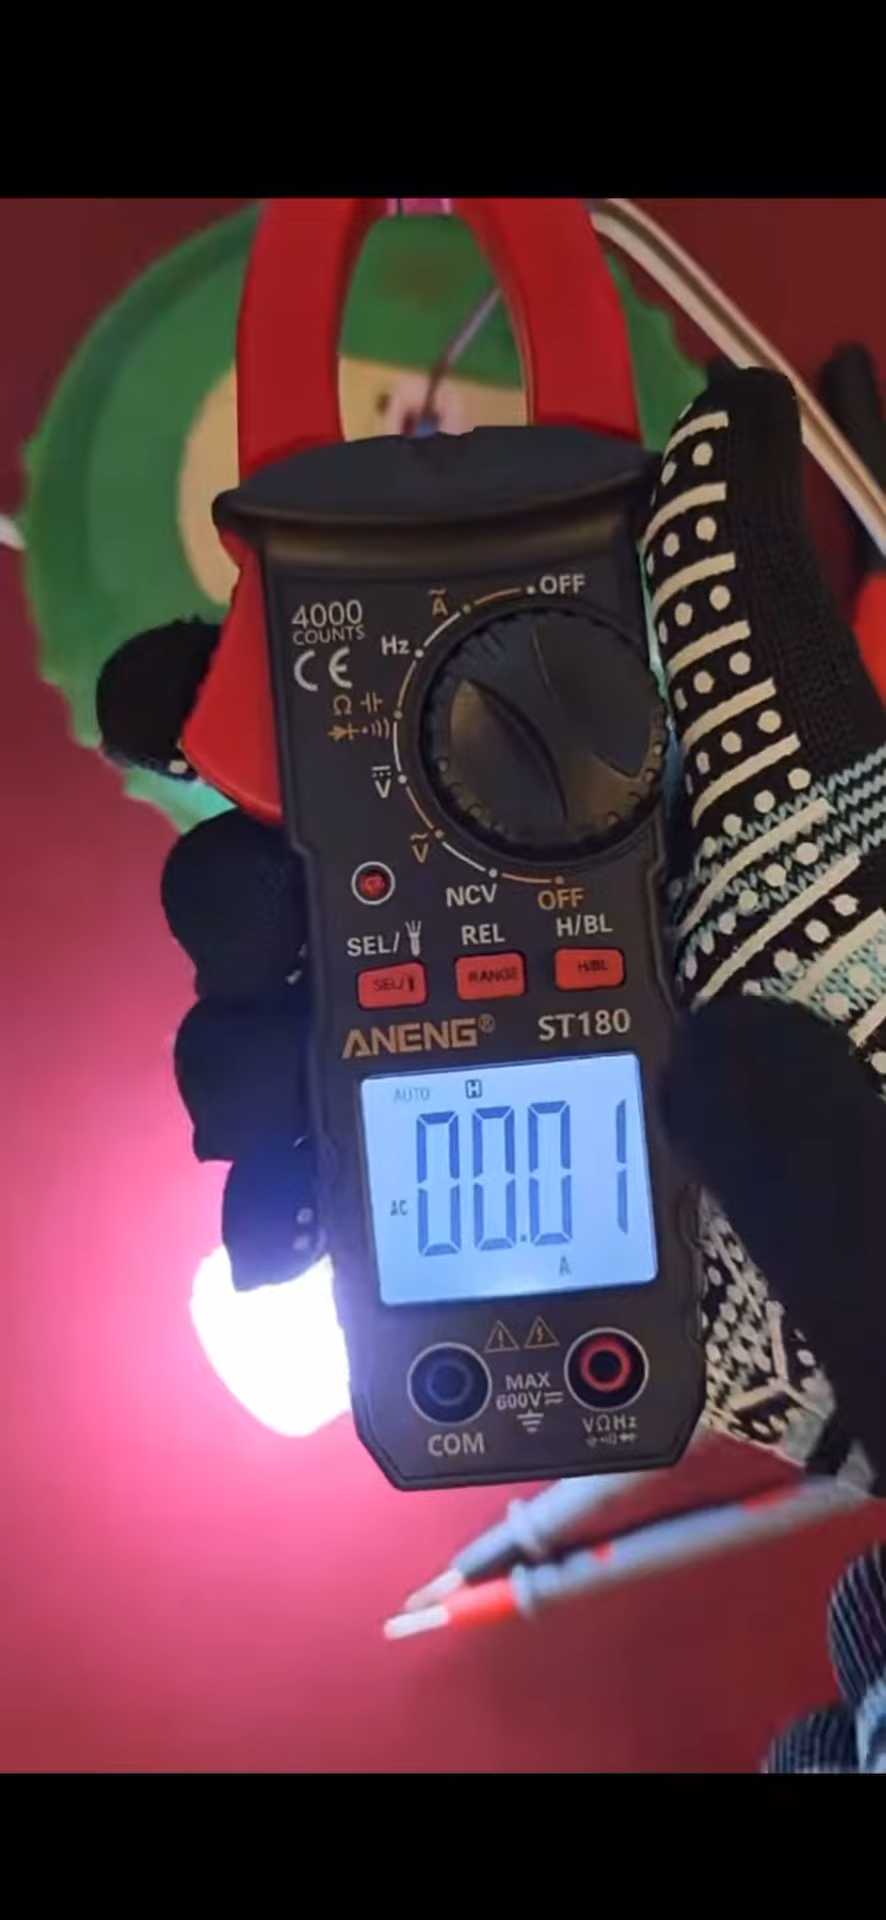 OFF
Ã
4000
COUNTS
CE
Hz
Ω
V
Ṽ
NCV
OFF
SEL/
REL
H/BL
SEL/
RANGE
H/BL
ANENG® ST180
AUTO H
AC
00.01
A
MAX
600V
COM
VΩHz